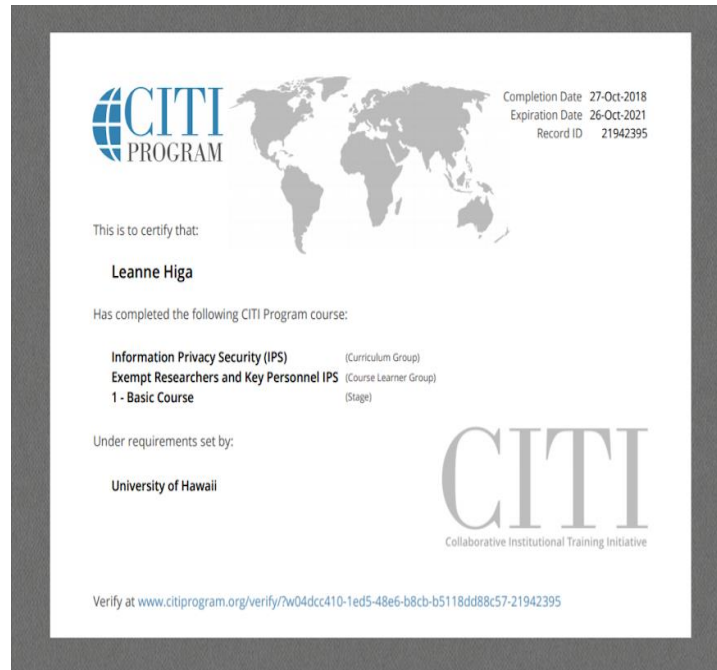 CITI
PROGRAM
Completion Date 27-Oct-2018
Expiration Date 26-Oct-2021
Record ID 21942395
This is to certify that:
Leanne Higa
Has completed the following CITI Program course:
Information Privacy Security (IPS) (Curriculum Group)
Exempt Researchers and Key Personnel IPS (Course Learner Group)
1 - Basic Course (Stage)
Under requirements set by:
University of Hawaii
CITI
Collaborative Institutional Training Initiative
Verify at www.citiprogram.org/verify/?w04dcc410-1ed5-48e6-b8cb-b5118dd88c57-21942395